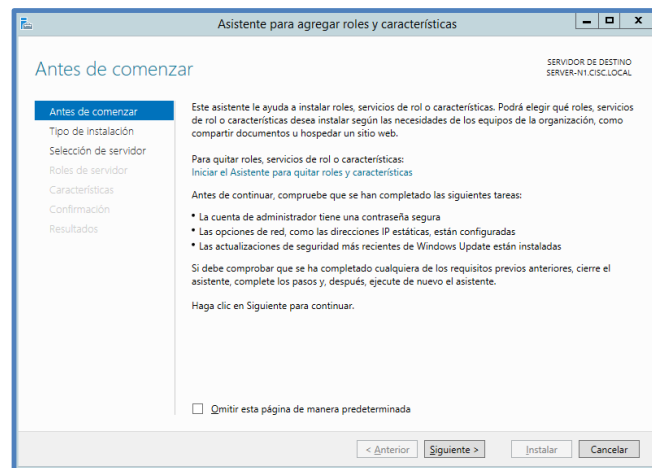 Asistente para agregar roles y características
Antes de comenzar
SERVIDOR DE DESTINO
SERVER-N1.CISC.LOCAL
Antes de comenzar
Tipo de instalación
Selección de servidor
Roles de servidor
Características
Confirmación
Resultados
Este asistente le ayuda a instalar roles, servicios de rol o características. Podrá elegir qué roles, servicios
de rol o características desea instalar según las necesidades de los equipos de la organización, como
compartir documentos u hospedar un sitio web.
Para quitar roles, servicios de rol o características:
Iniciar el Asistente para quitar roles y características
Antes de continuar, compruebe que se han completado las siguientes tareas:
• La cuenta de administrador tiene una contraseña segura
• Las opciones de red, como las direcciones IP estáticas, están configuradas
• Las actualizaciones de seguridad más recientes de Windows Update están instaladas
Si debe comprobar que se ha completado cualquiera de los requisitos previos anteriores, cierre el
asistente, complete los pasos y, después, ejecute de nuevo el asistente.
Haga clic en Siguiente para continuar.
Omitir esta página de manera predeterminada
< Anterior Siguiente > Instalar Cancelar